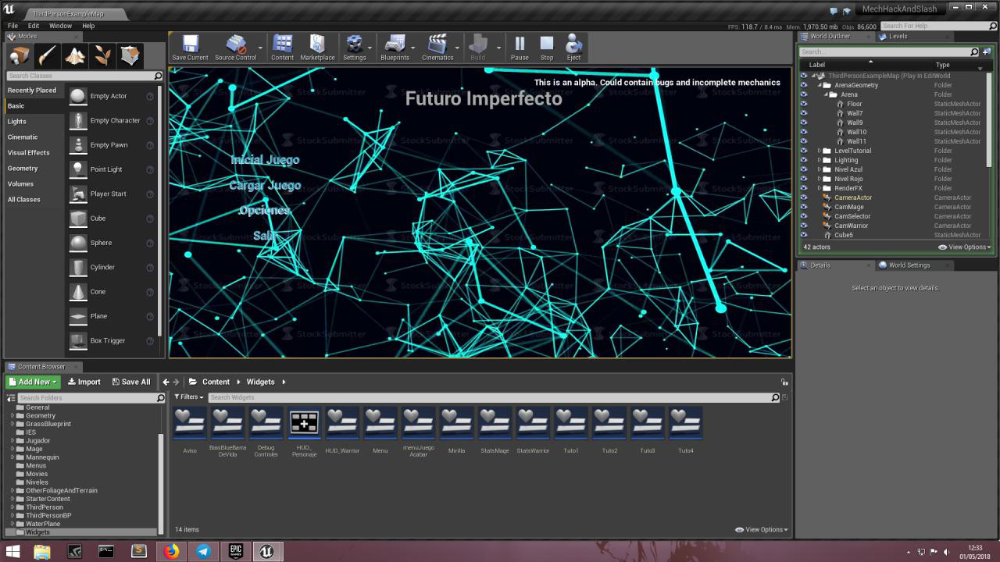 ThirdPersonExampleMap
MechHackAndSlash
File Edit Window Help
FPS: 118.7 / 8.4 ms Mem: 1,970.50 mb Objs: 86,600
Search For Help
Modes
Search Classes
Recently Placed
Basic
Lights
Cinematic
Visual Effects
Geometry
Volumes
All Classes
Empty Actor
Empty Character
Empty Pawn
Point Light
Player Start
Cube
Sphere
Cylinder
Cone
Plane
Box Trigger
Save Current Source Control Content Marketplace Settings Blueprints Cinematics Build Pause Stop Eject
This is an alpha. Could contain bugs and incomplete mechanics
Futuro Imperfecto
Inicial Juego
Cargar Juego
Opciones
Salir
StockSubmitter
World Outliner Levels
Search...
Label Type
ThirdPersonExampleMap (Play In Edi World
ArenaGeometry Folder
Arena Folder
Floor StaticMeshActor
Wall7 StaticMeshActor
Wall9 StaticMeshActor
Wall10 StaticMeshActor
Wall11 StaticMeshActor
LevelTutorial Folder
Lighting Folder
Nivel Azul Folder
Nivel Rojo Folder
RenderFX Folder
CameraActor CameraActor
CamMage CameraActor
CamSelector CameraActor
CamWarrior CameraActor
Cube5 StaticMeshActor
42 actors View Options
Details World Settings
Select an object to view details.
Content Browser
Add New Import Save All Content Widgets
Search Folders
General
Geometry
GrassBlueprint
IES
Jugador
Mage
Mannequin
Menus
Movies
Niveles
OtherFoliageAndTerrain
StarterContent
ThirdPerson
ThirdPersonBP
WaterPlane
Widgets
Filters Search Widgets
Aviso
BossBlueBarra
DeVida
Debug
Controles
HUD_
Personaje
HUD_Warrior
Menu
menuJuego
Acabar
Mirilla
StatsMage
StatsWarrior
Tuto1
Tuto2
Tuto3
Tuto4
14 items View Options
EPIC
GAMES
12:33
01/05/2018